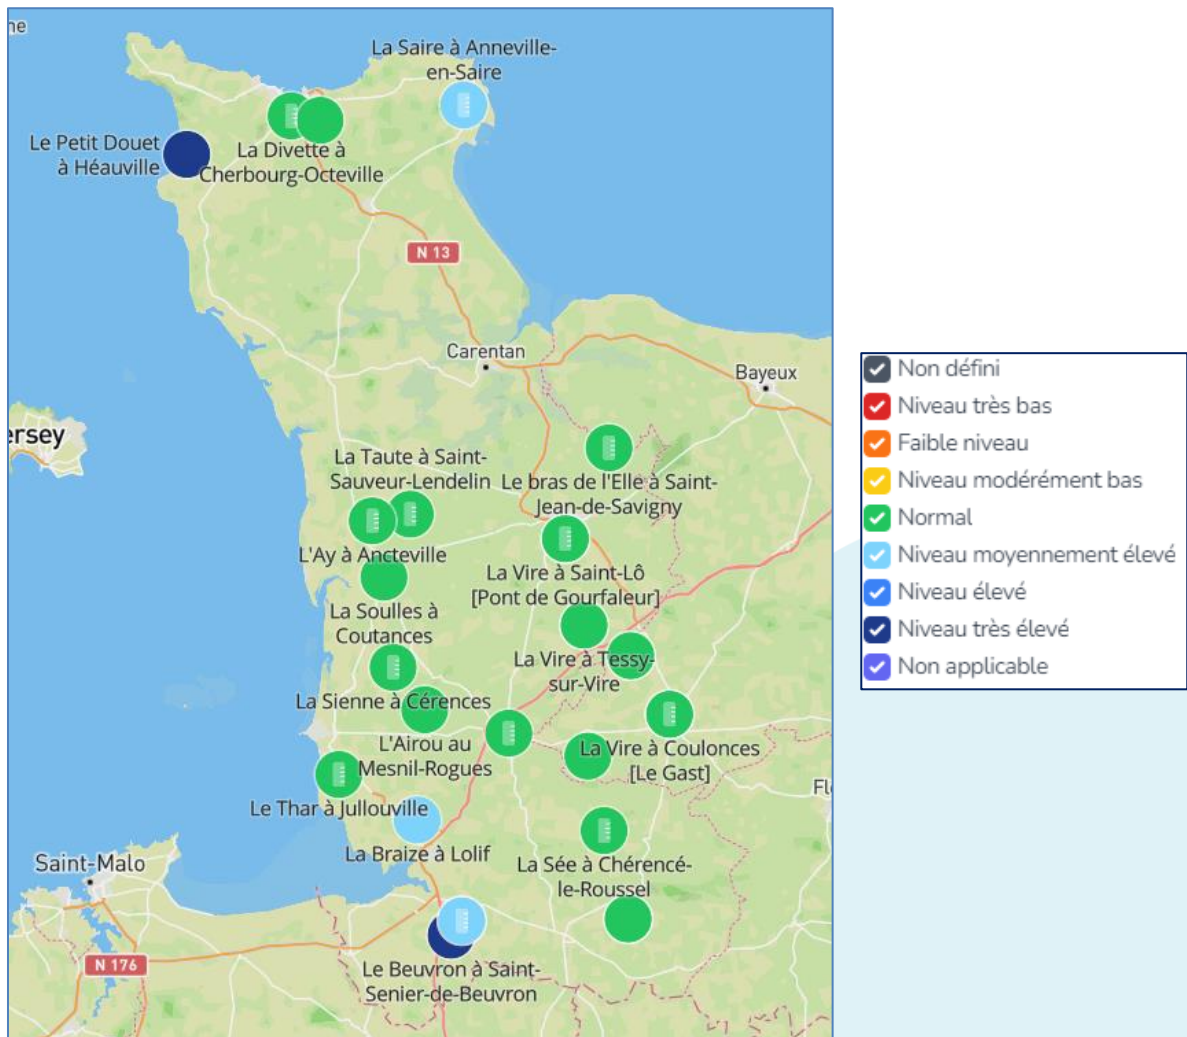 La Saire à Anneville-
en-Saire
Le Petit Douet
à Héauville
La Divette à
Cherbourg-Octeville
N 13
Carentan
Bayeux
ersey
La Taute à Saint-
Sauveur-Lendelin
Le bras de l'Elle à Saint-
Jean-de-Savigny
L'Ay à Ancteville
La Vire à Saint-Lô
[Pont de Gourfaleur]
La Soulles à
Coutances
La Vire à Tessy-
sur-Vire
La Sienne à Cérences
L'Airou au
Mesnil-Rogues
La Vire à Coulonces
[Le Gast]
Le Thar à Jullouville
La Braize à Lolif
La Sée à Chérencé-
le-Roussel
Saint-Malo
N 176
Le Beuvron à Saint-
Senier-de-Beuvron
Non défini
Niveau très bas
Faible niveau
Niveau modérément bas
Normal
Niveau moyennement élevé
Niveau élevé
Niveau très élevé
Non applicable